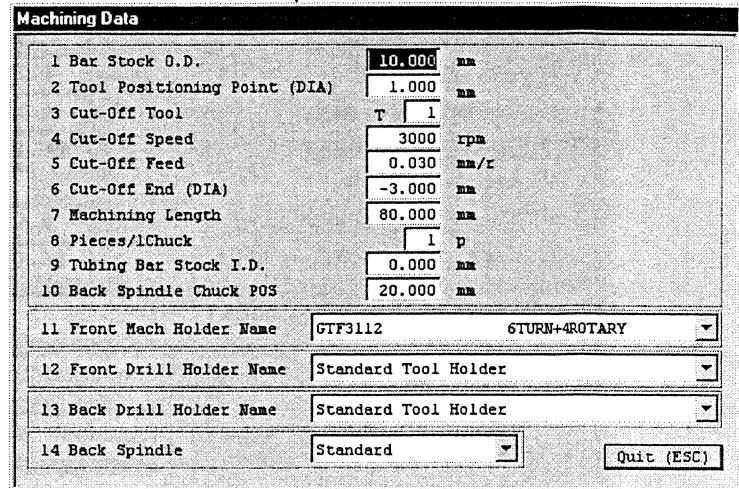 Machining Data
1 Bar Stock O.D. 10.000 mm
2 Tool Positioning Point (DIA) 1.000 mm
3 Cut-Off Tool T 1
4 Cut-Off Speed 3000 rpm
5 Cut-Off Feed 0.030 mm/r
6 Cut-Off End (DIA) -3.000 mm
7 Machining Length 80.000 mm
8 Pieces/1Chuck 1 p
9 Tubing Bar Stock I.D. 0.000 mm
10 Back Spindle Chuck POS 20.000 mm
11 Front Mach Holder Name GTF3112 6TURN+4ROTARY
12 Front Drill Holder Name Standard Tool Holder
13 Back Drill Holder Name Standard Tool Holder
14 Back Spindle Standard
Quit (ESC)